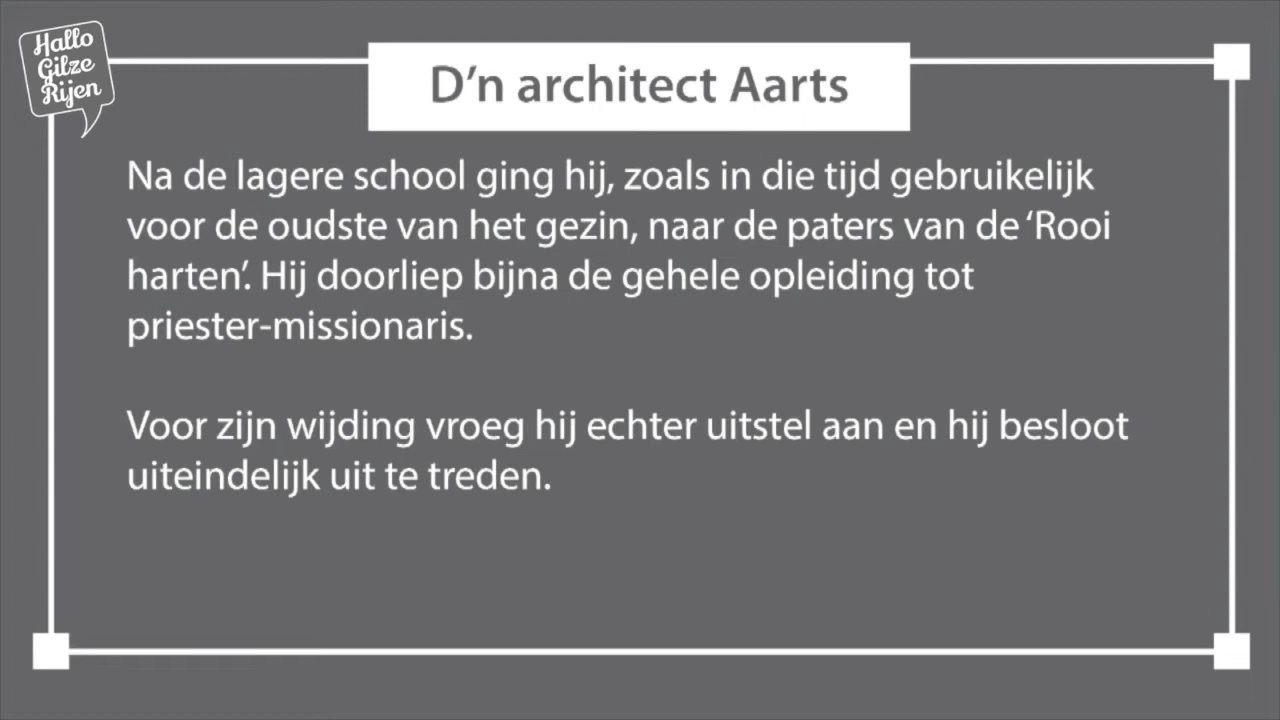 Hallo
Gilze
Rijen
D’n architect Aarts
Na de lagere school ging hij, zoals in die tijd gebruikelijk
voor de oudste van het gezin, naar de paters van de ‘Rooi
harten’. Hij doorliep bijna de gehele opleiding tot
priester-missionaris.
Voor zijn wijding vroeg hij echter uitstel aan en hij besloot
uiteindelijk uit te treden.